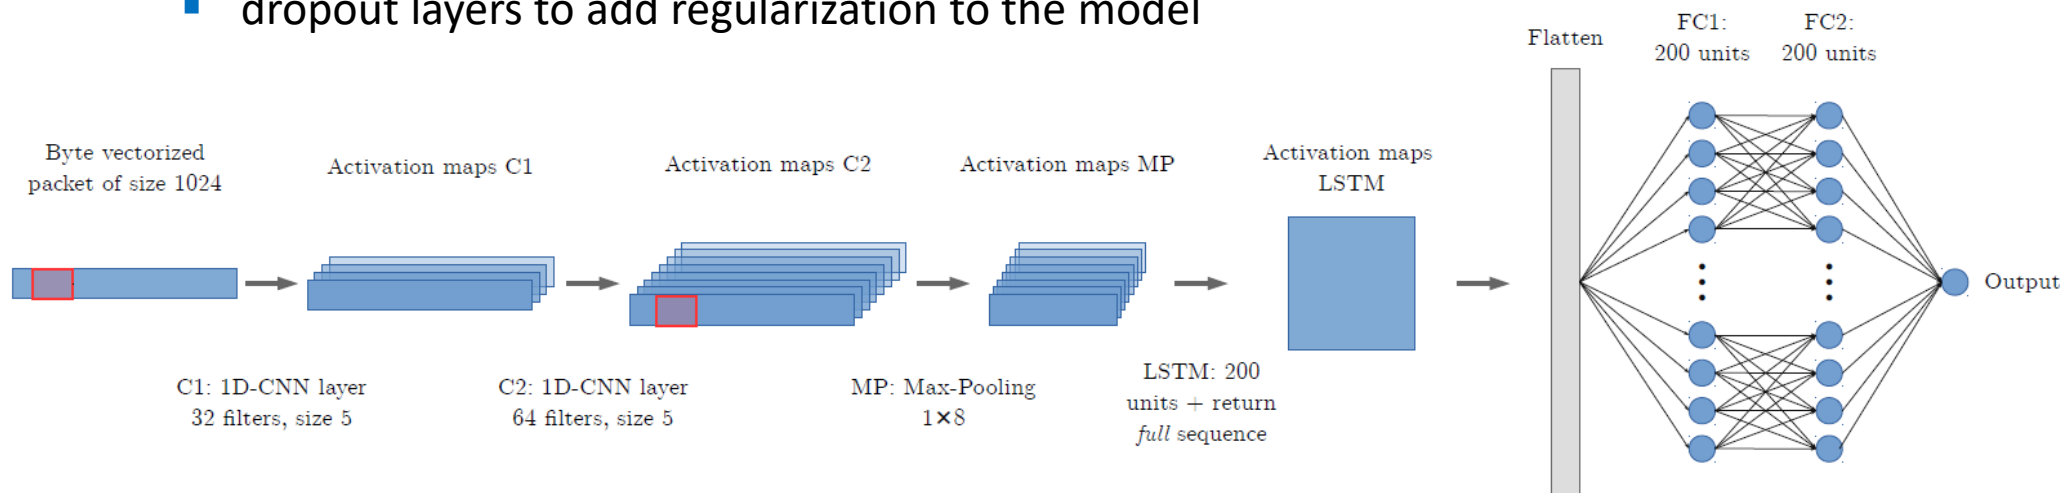 dropout layers to add regularization to the model
Byte vectorized
packet of size 1024
Activation maps C1
Activation maps C2
Activation maps MP
Activation maps
LSTM
Flatten
FC1:
200 units
FC2:
200 units
Output
C1: 1D-CNN layer
32 filters, size 5
C2: 1D-CNN layer
64 filters, size 5
MP: Max-Pooling
1×8
LSTM: 200
units + return
full sequence